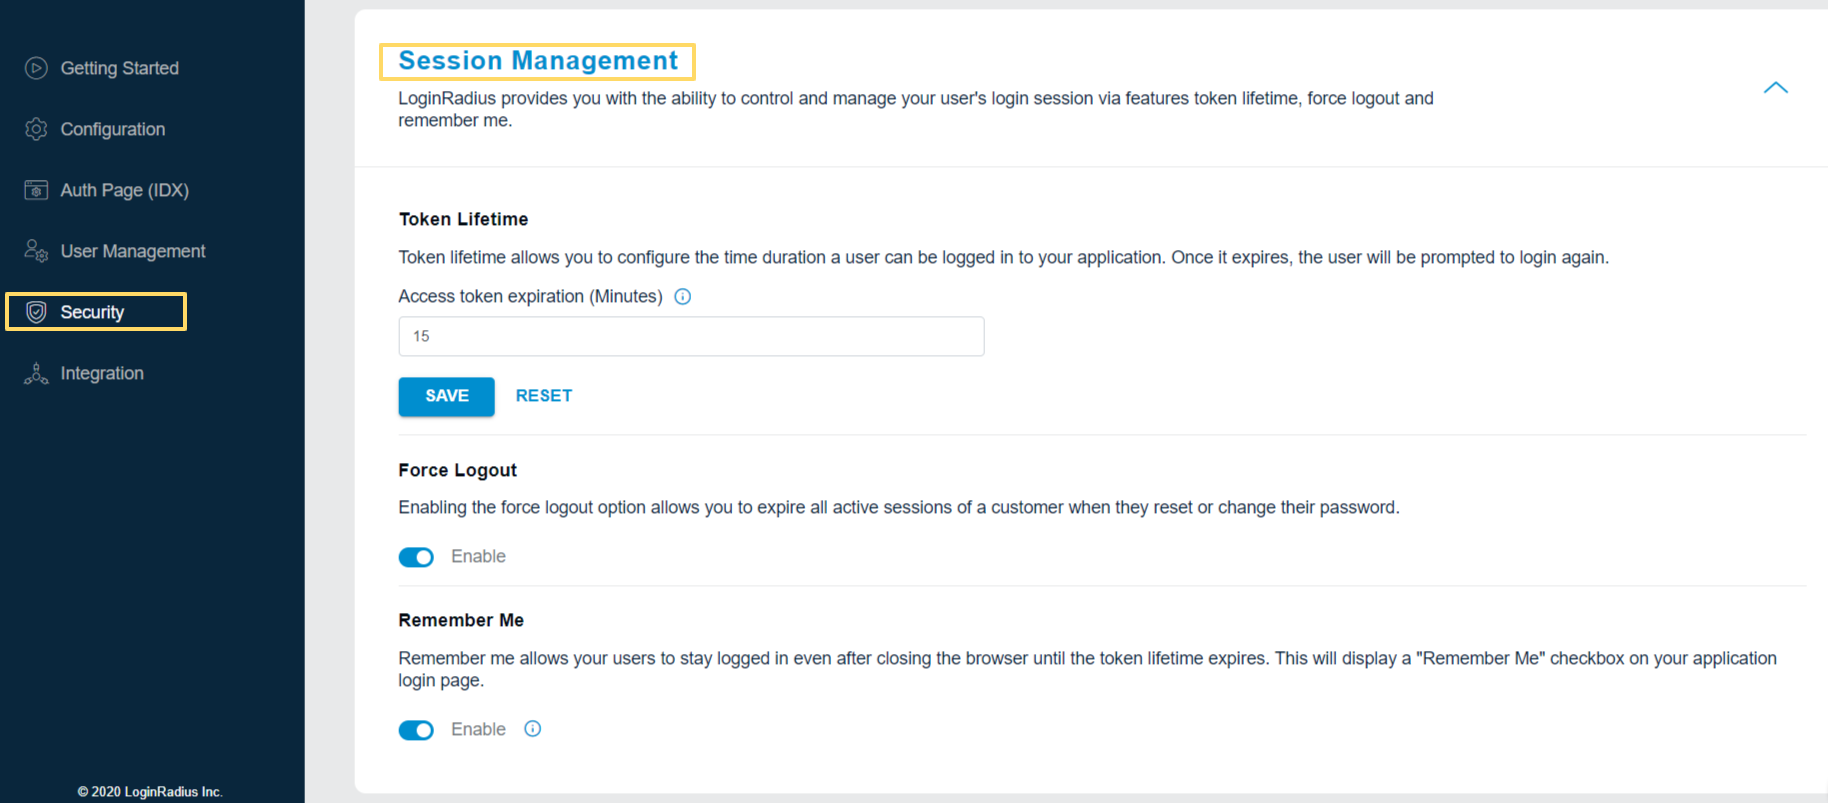 Getting Started
Configuration
Auth Page (IDX)
User Management
Security
Integration
© 2020 LoginRadius Inc.
Session Management
LoginRadius provides you with the ability to control and manage your user's login session via features token lifetime, force logout and
remember me.
Token Lifetime
Token lifetime allows you to configure the time duration a user can be logged in to your application. Once it expires, the user will be prompted to login again.
Access token expiration (Minutes)
15
SAVE RESET
Force Logout
Enabling the force logout option allows you to expire all active sessions of a customer when they reset or change their password.
Enable
Remember Me
Remember me allows your users to stay logged in even after closing the browser until the token lifetime expires. This will display a "Remember Me" checkbox on your application
login page.
Enable